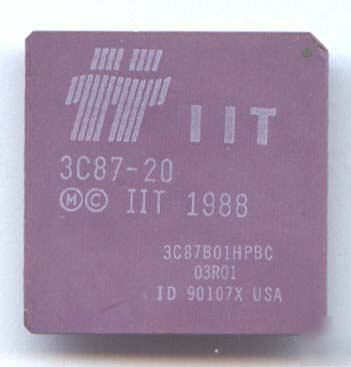 IIT
3C87-20
ⓂⒸ IIT 1988
3C87B01HPBC
03R01
ID 90107X USA